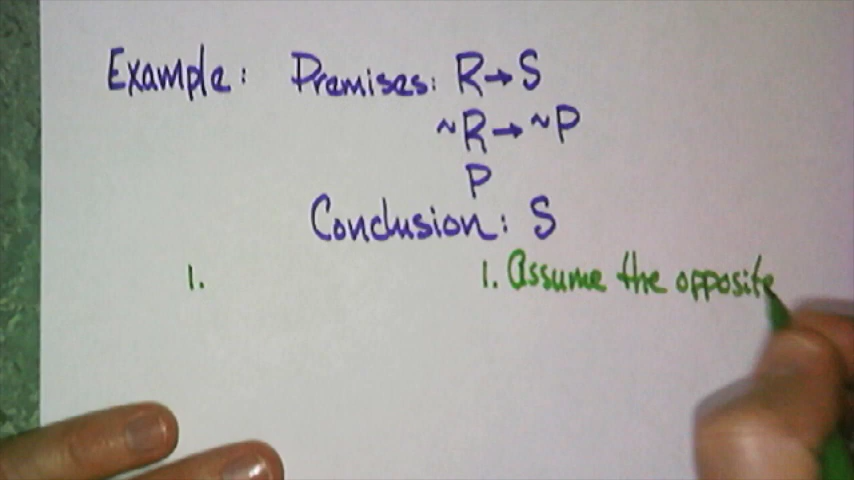 Example: Premises: R→S
~R→~P
P
Conclusion: S
1. 1. Assume the opposite